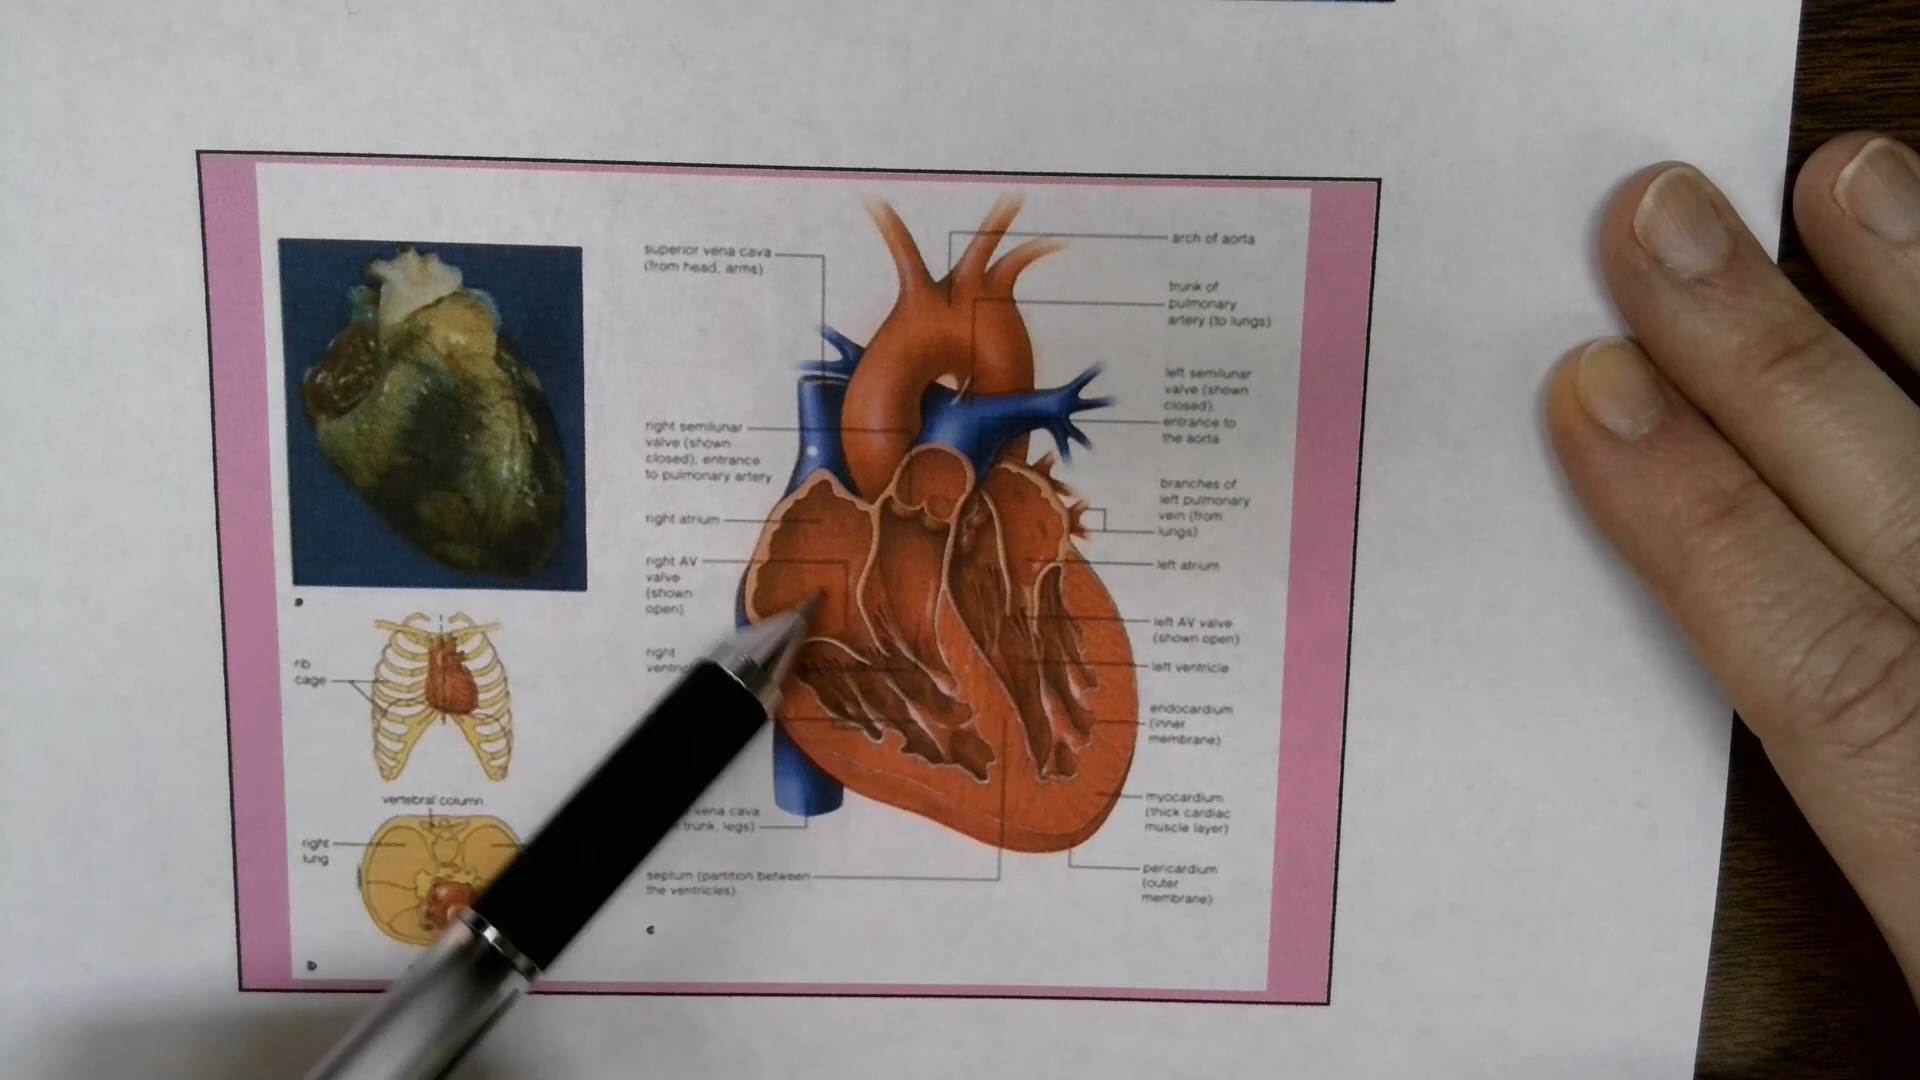 superior vena cava
(from head, arms)
right semilunar
valve (shown
closed); entrance
to pulmonary artery
right atrium
right AV
valve
(shown
open)
right
vena cava
trunk, legs)
septum (partition between
the ventricles)
c
arch of aorta
trunk of
pulmonary
artery (to lungs)
left semilunar
valve (shown
closed);
entrance to
the aorta
branches of
left pulmonary
vein (from
lungs)
left atrium
left AV valve
(shown open)
left ventricle
endocardium
(inner
membrane)
myocardium
(thick cardiac
muscle layer)
pericardium
(outer
membrane)
a
rib
cage
vertebral column
right
lung
b